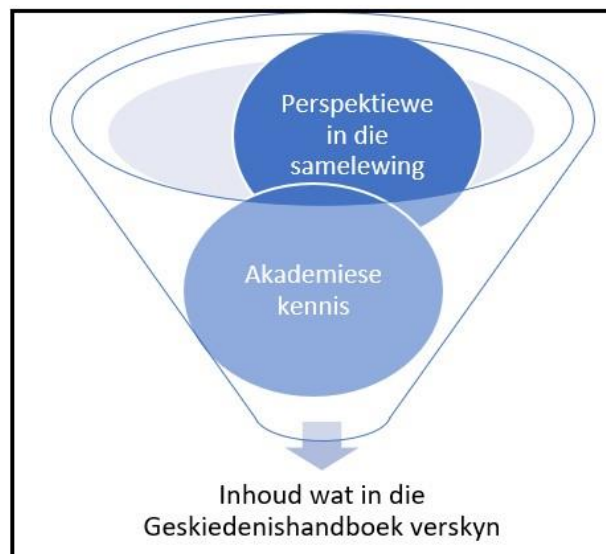 Perspektiewe
in die
samelewing
Akademiese
kennis
Inhoud wat in die
Geskiedenishandboek verskyn